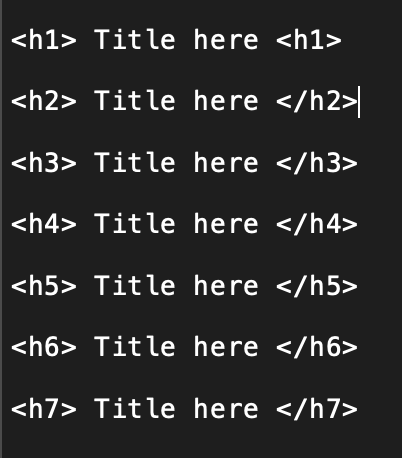 <h1> Title here <h1>
<h2> Title here </h2>
<h3> Title here </h3>
<h4> Title here </h4>
<h5> Title here </h5>
<h6> Title here </h6>
<h7> Title here </h7>